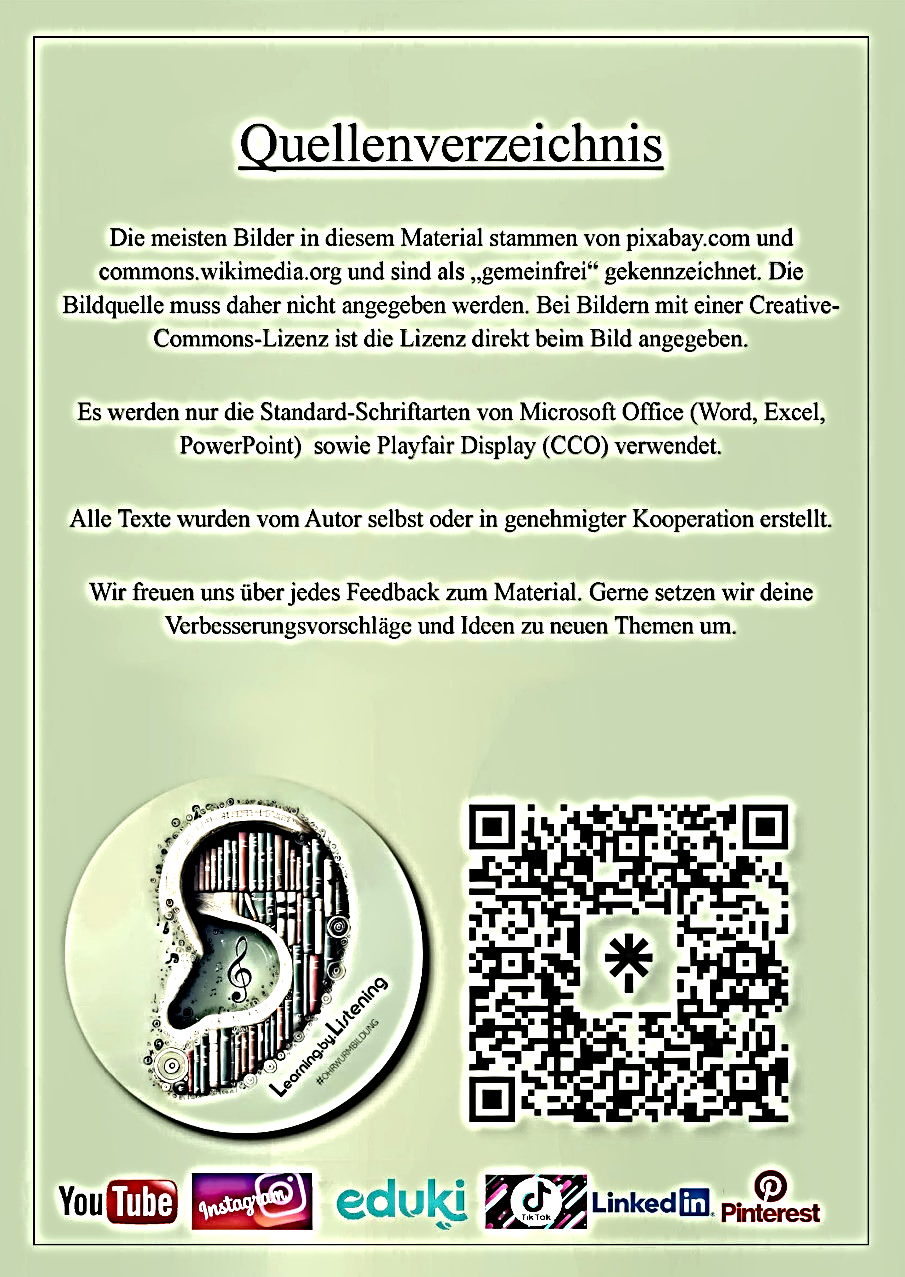 Quellenverzeichnis
Die meisten Bilder in diesem Material stammen von pixabay.com und
commons.wikimedia.org und sind als „gemeinfrei“ gekennzeichnet. Die
Bildquelle muss daher nicht angegeben werden. Bei Bildern mit einer Creative-
Commons-Lizenz ist die Lizenz direkt beim Bild angegeben.
Es werden nur die Standard-Schriftarten von Microsoft Office (Word, Excel,
PowerPoint)  sowie Playfair Display (CCO) verwendet.
Alle Texte wurden vom Autor selbst oder in genehmigter Kooperation erstellt.
Wir freuen uns über jedes Feedback zum Material. Gerne setzen wir deine
Verbesserungsvorschläge und Ideen zu neuen Themen um.
Learning.by.Listening
#OHRWURMBILDUNG
YouTube
Instagram
eduki
TikTok
Linkedin
Pinterest